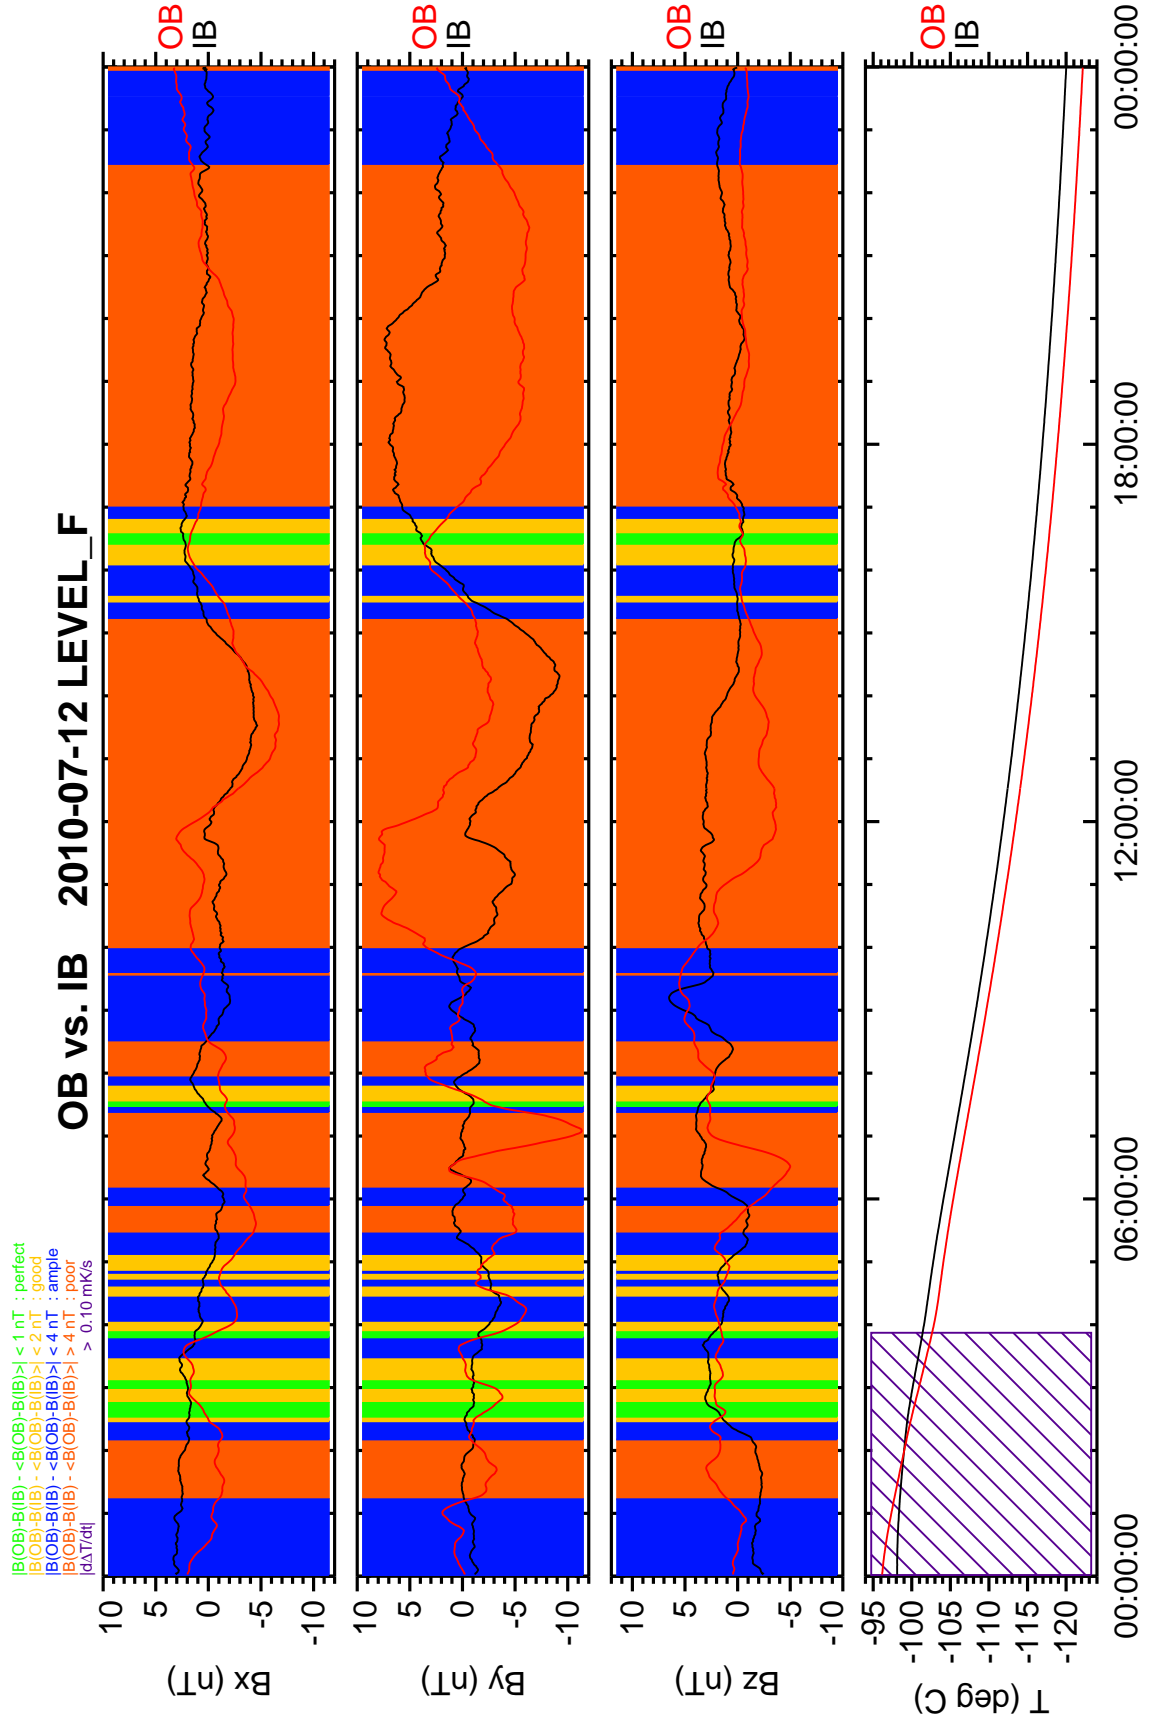 OB vs. IB 2010-07-12 LEVEL_F
|B(OB)-B(IB) - <B(OB)-B(IB)>| < 1 nT : perfect
|B(OB)-B(IB) - <B(OB)-B(IB)>| < 2 nT : good
|B(OB)-B(IB) - <B(OB)-B(IB)>| < 4 nT : ample
|B(OB)-B(IB) - <B(OB)-B(IB)>| > 4 nT : poor
|dΔT/dt| > 0.10 mK/s
Bx (nT)
10
5
0
-5
-10
OB
IB
By (nT)
10
5
0
-5
-10
OB
IB
Bz (nT)
10
5
0
-5
-10
OB
IB
T (deg C)
-95
-100
-105
-110
-115
-120
OB
IB
00:00:00
06:00:00
12:00:00
18:00:00
00:00:00